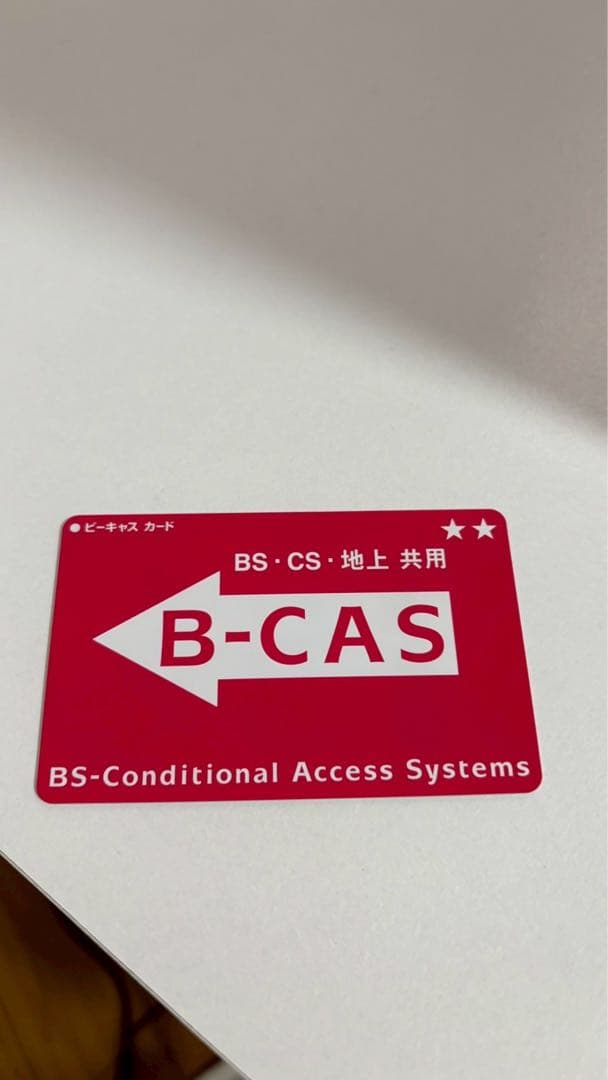 ●ビーキャス カード
★★
BS・CS・地上 共用
B-CAS
BS-Conditional Access Systems